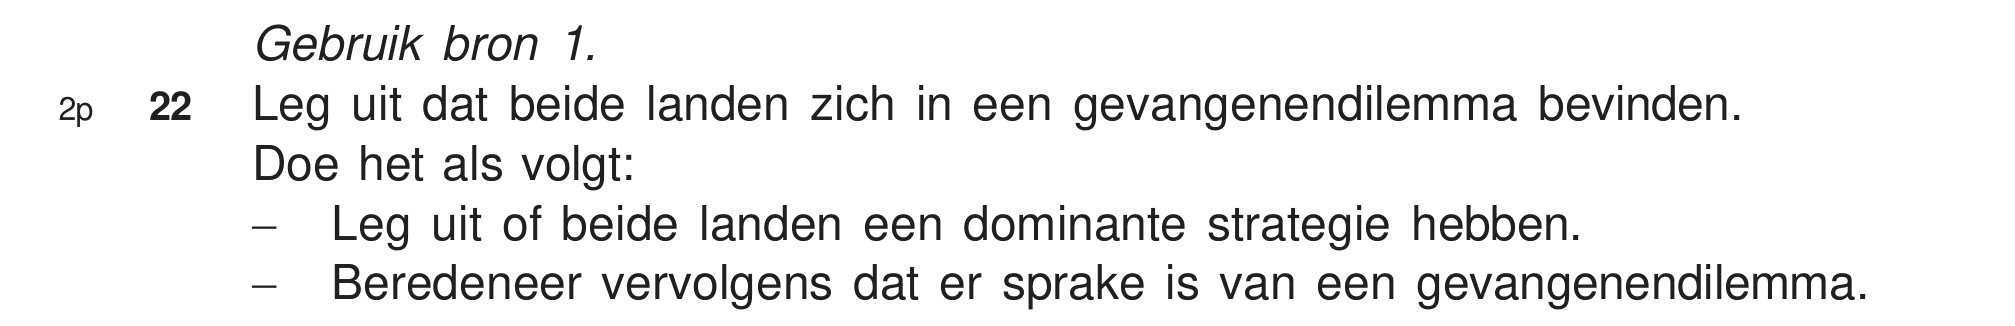 Gebruik bron 1.
2p 22 Leg uit dat beide landen zich in een gevangenendilemma bevinden.
Doe het als volgt:
– Leg uit of beide landen een dominante strategie hebben.
– Beredeneer vervolgens dat er sprake is van een gevangenendilemma.